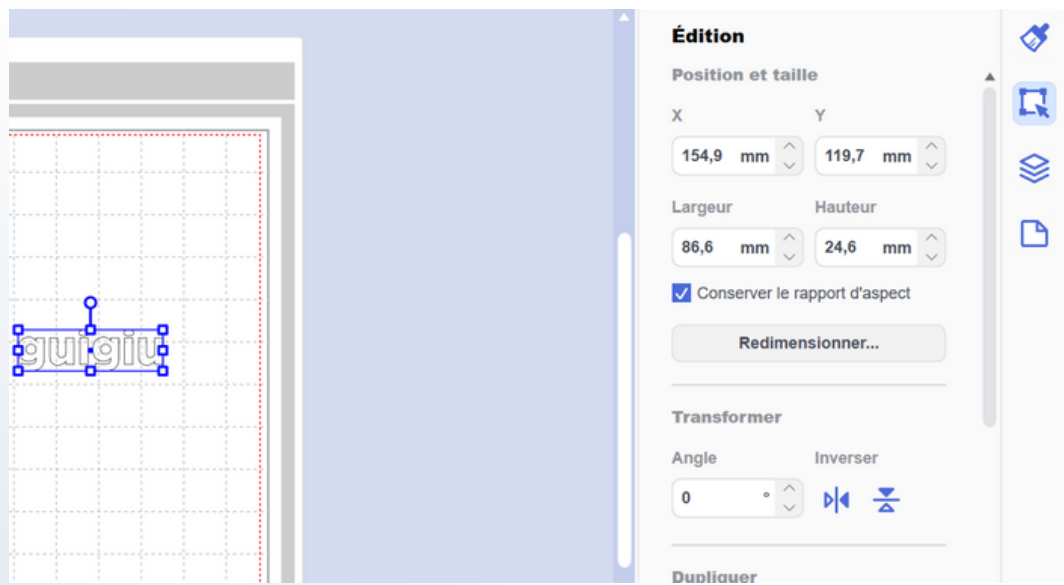 Édition
Position et taille
X Y
154,9 mm 119,7 mm
Largeur Hauteur
86,6 mm 24,6 mm
Conserver le rapport d'aspect
Redimensionner...
guigiu
Transformer
Angle Inverser
0 °
Dupliquer